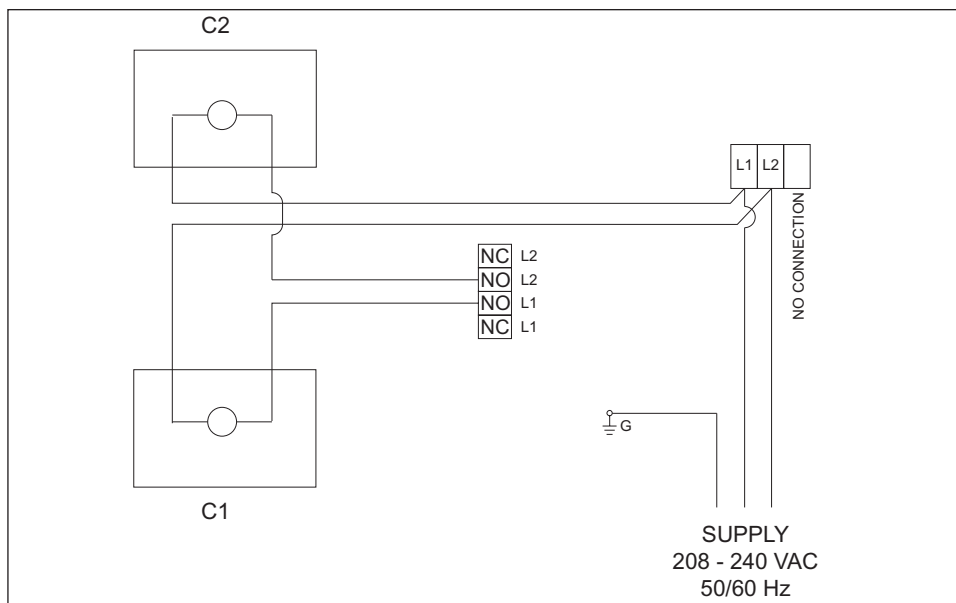 C2
L1 L2
NO CONNECTION
NC L2
NO L2
NO L1
NC L1
G
C1
SUPPLY
208 - 240 VAC
50/60 Hz